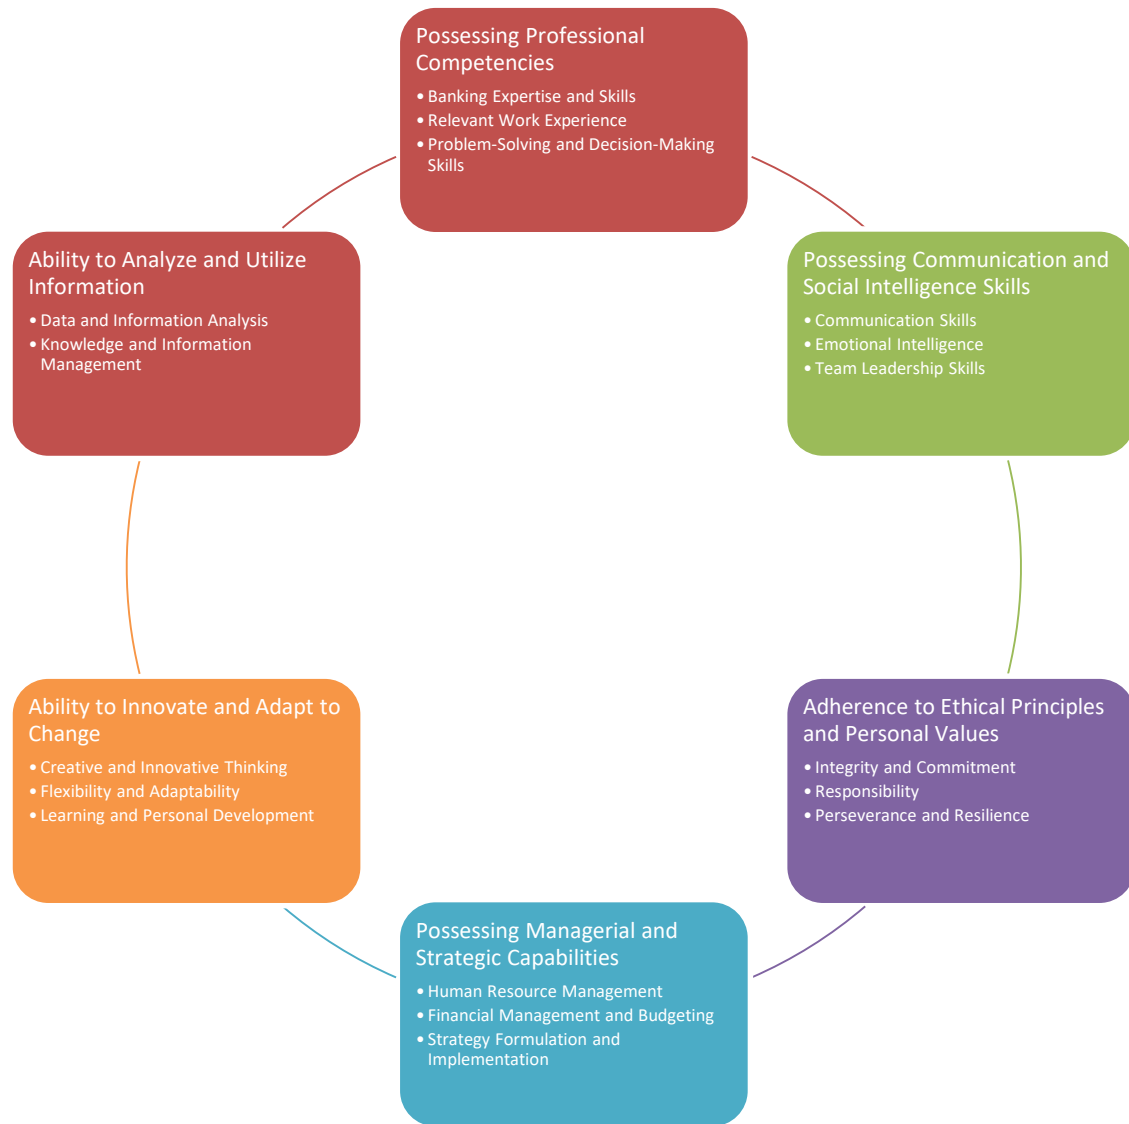 Possessing Professional
Competencies
• Banking Expertise and Skills
• Relevant Work Experience
• Problem-Solving and Decision-Making
Skills
Possessing Communication and
Social Intelligence Skills
• Communication Skills
• Emotional Intelligence
• Team Leadership Skills
Adherence to Ethical Principles
and Personal Values
• Integrity and Commitment
• Responsibility
• Perseverance and Resilience
Possessing Managerial and
Strategic Capabilities
• Human Resource Management
• Financial Management and Budgeting
• Strategy Formulation and
Implementation
Ability to Innovate and Adapt to
Change
• Creative and Innovative Thinking
• Flexibility and Adaptability
• Learning and Personal Development
Ability to Analyze and Utilize
Information
• Data and Information Analysis
• Knowledge and Information
Management